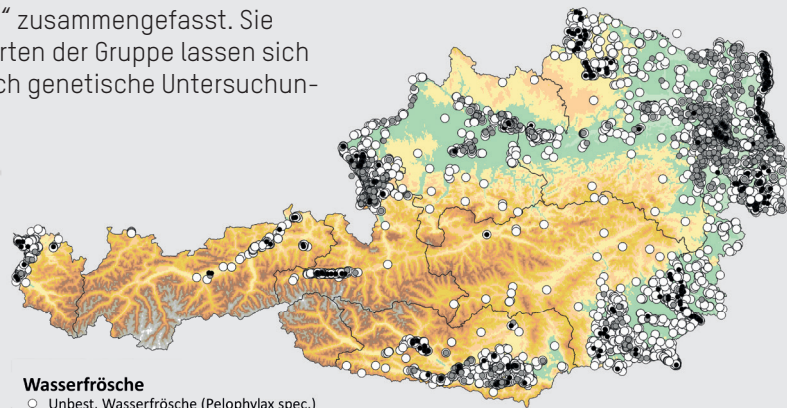 “ zusammengefasst. Sie
rten der Gruppe lassen sich
ch genetische Untersuchun-
Wasserfrösche
Unbest. Wasserfrösche (Pelophylax spec.)